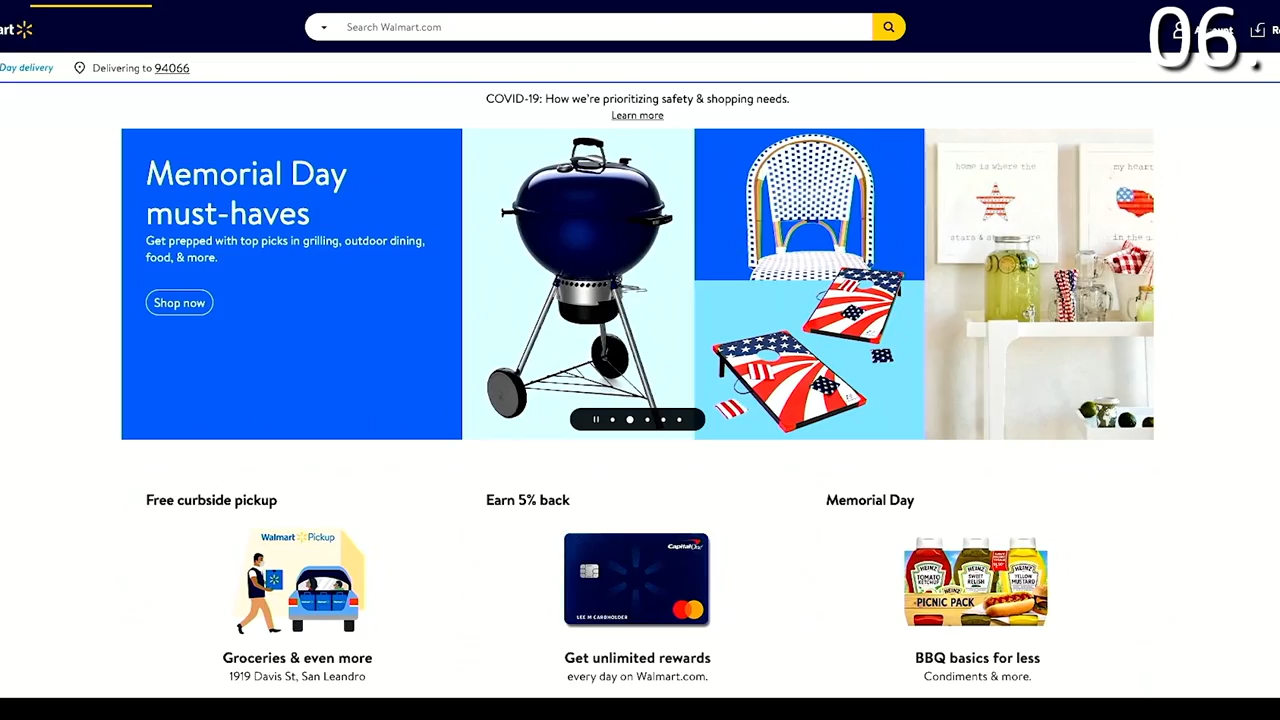 art
Search Walmart.com
06.
Day delivery
Delivering to 94066
COVID-19: How we're prioritizing safety & shopping needs.
Learn more
Memorial Day
must-haves
Get prepped with top picks in grilling, outdoor dining,
food, & more.
Shop now
home is where the
my heart
in the
Free curbside pickup
Earn 5% back
Memorial Day
Walmart Pickup
Capital One
LEE M CARDHOLDER
HEINZ
TOMATO
KETCHUP
HEINZ
SWEET
RELISH
HEINZ
YELLOW
MUSTARD
PICNIC PACK
Groceries & even more
1919 Davis St, San Leandro
Get unlimited rewards
every day on Walmart.com.
BBQ basics for less
Condiments & more.